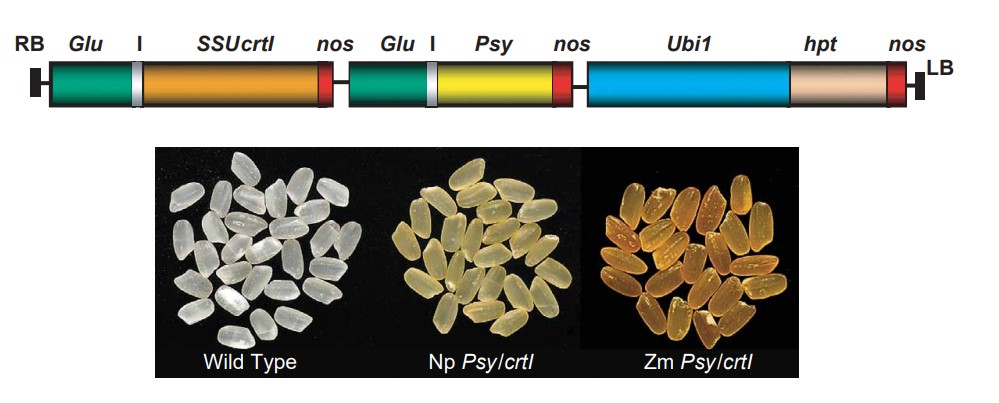 RB Glu I SSUcrtI nos Glu I Psy nos Ubi1 hpt nos
LB
Wild Type Np Psy/crtI Zm Psy/crtI